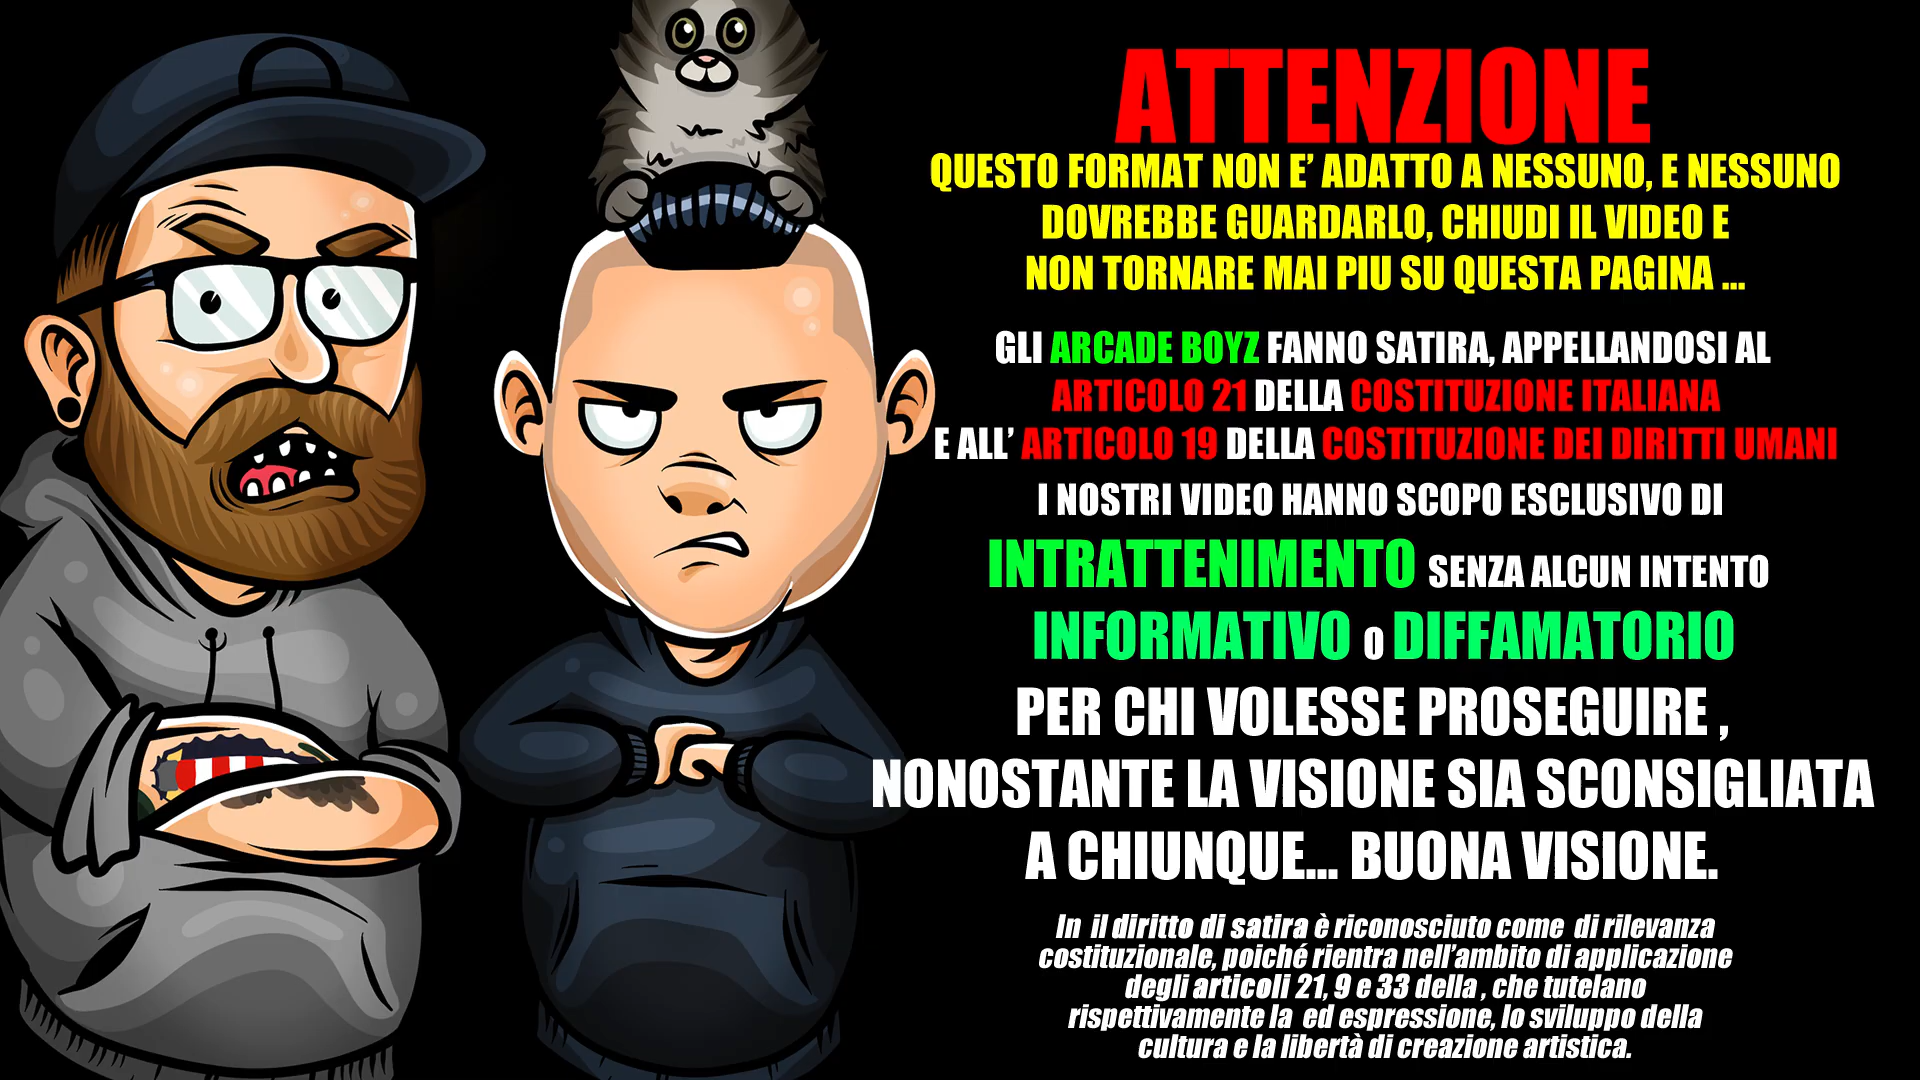 ATTENZIONE
QUESTO FORMAT NON E' ADATTO A NESSUNO, E NESSUNO
DOVREBBE GUARDARLO, CHIUDI IL VIDEO E
NON TORNARE MAI PIU SU QUESTA PAGINA ...
GLI ARCADE BOYZ FANNO SATIRA, APPELLANDOSI AL
ARTICOLO 21 DELLA COSTITUZIONE ITALIANA
E ALL' ARTICOLO 19 DELLA COSTITUZIONE DEI DIRITTI UMANI
I NOSTRI VIDEO HANNO SCOPO ESCLUSIVO DI
INTRATTENIMENTO SENZA ALCUN INTENTO
INFORMATIVO O DIFFAMATORIO
PER CHI VOLESSE PROSEGUIRE ,
NONOSTANTE LA VISIONE SIA SCONSIGLIATA
A CHIUNQUE... BUONA VISIONE.
In il diritto di satira è riconosciuto come di rilevanza
costituzionale, poiché rientra nell'ambito di applicazione
degli articoli 21, 9 e 33 della , che tutelano
rispettivamente la ed espressione, lo sviluppo della
cultura e la libertà di creazione artistica.